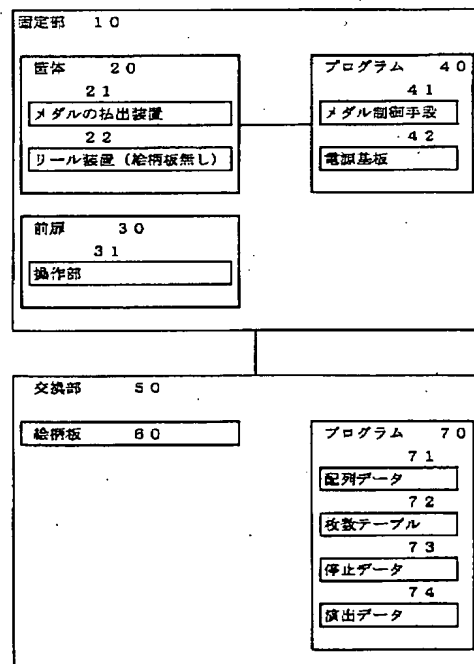 固定部 10
筐体 20
21
メダルの払出装置
22
リール装置（絵柄板無し）
プログラム 40
41
メダル制御手段
42
電源基板
前扉 30
31
操作部
交換部 50
絵柄板 60
プログラム 70
71
配列データ
72
枚数テーブル
73
停止データ
74
演出データ